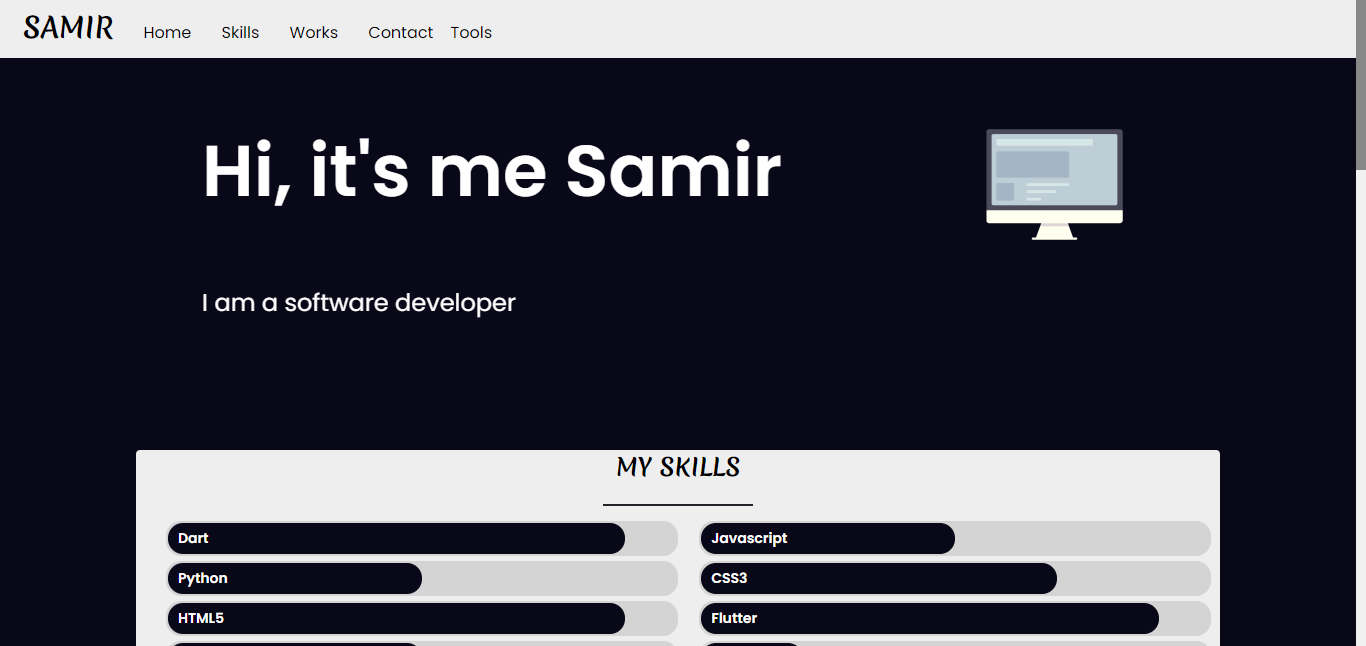 SAMIR Home Skills Works Contact Tools
Hi, it's me Samir
I am a software developer
MY SKILLS
Dart Javascript
Python CSS3
HTML5 Flutter